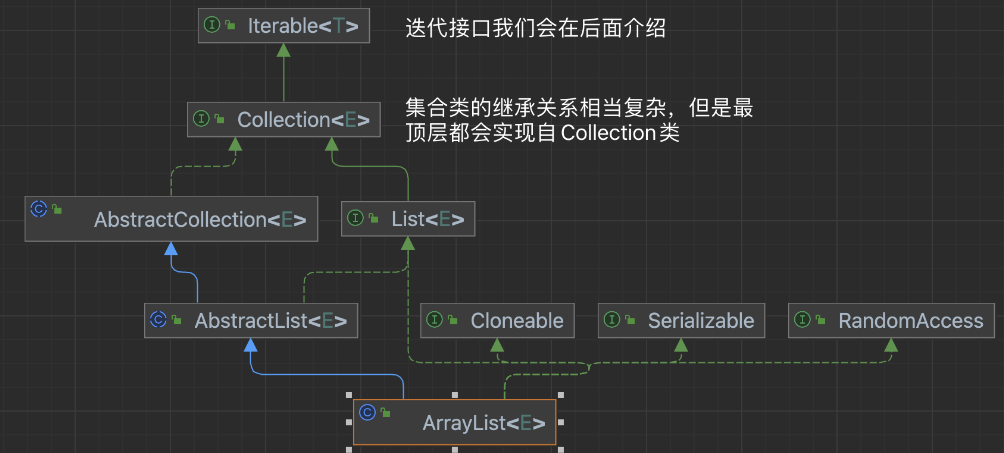 Iterable<T>
迭代接口我们会在后面介绍
Collection<E>
集合类的继承关系相当复杂，但是最
顶层都会实现自Collection类
AbstractCollection<E>
List<E>
AbstractList<E>
Cloneable
Serializable
RandomAccess
ArrayList<E>